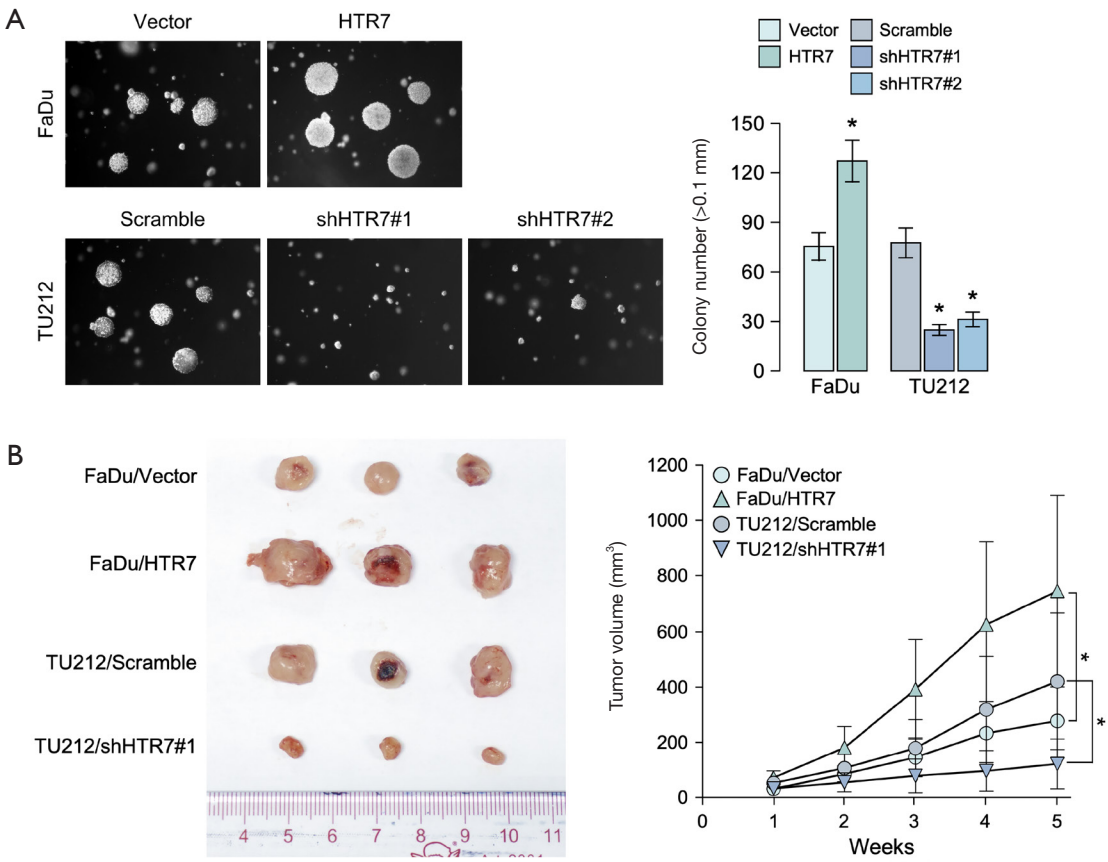 A
Vector HTR7
FaDu
Scramble shHTR7#1 shHTR7#2
TU212
Vector Scramble
HTR7 shHTR7#1
shHTR7#2
Colony number (>0.1 mm)
150
120
90
60
30
0
* * *
FaDu TU212
B
FaDu/Vector
FaDu/HTR7
TU212/Scramble
TU212/shHTR7#1
4 5 6 7 8 9 10 11
Tumor volume (mm³)
1200
1000
800
600
400
200
0
FaDu/Vector
FaDu/HTR7
TU212/Scramble
TU212/shHTR7#1
*
*
0 1 2 3 4 5
Weeks